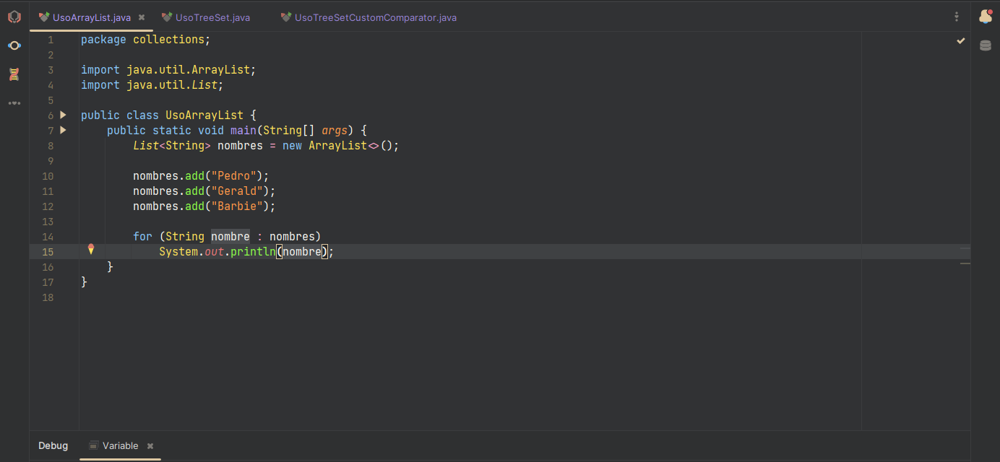 UsoArrayList.java UsoTreeSet.java UsoTreeSetCustomComparator.java
1 package collections;
2
3 import java.util.ArrayList;
4 import java.util.List;
5
6 public class UsoArrayList {
7 public static void main(String[] args) {
8 List<String> nombres = new ArrayList<>();
9
10 nombres.add("Pedro");
11 nombres.add("Gerald");
12 nombres.add("Barbie");
13
14 for (String nombre : nombres)
15 System.out.println(nombre);
16 }
17 }
18
Debug Variable